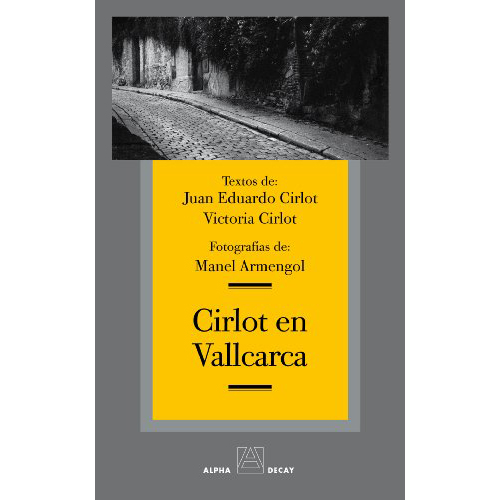 Textos de:
Juan Eduardo Cirlot
Victoria Cirlot
Fotografías de:
Manel Armengol
Cirlot en
Vallcarca
ALPHA DECAY